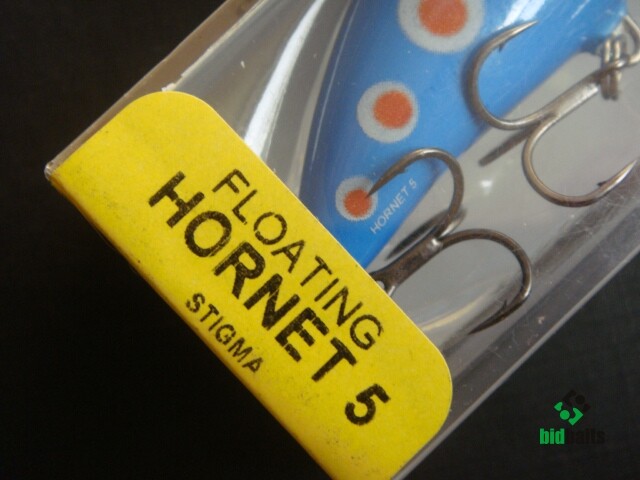 FLOATING
HORNET 5
STIGMA
HORNET 5
bidbaits